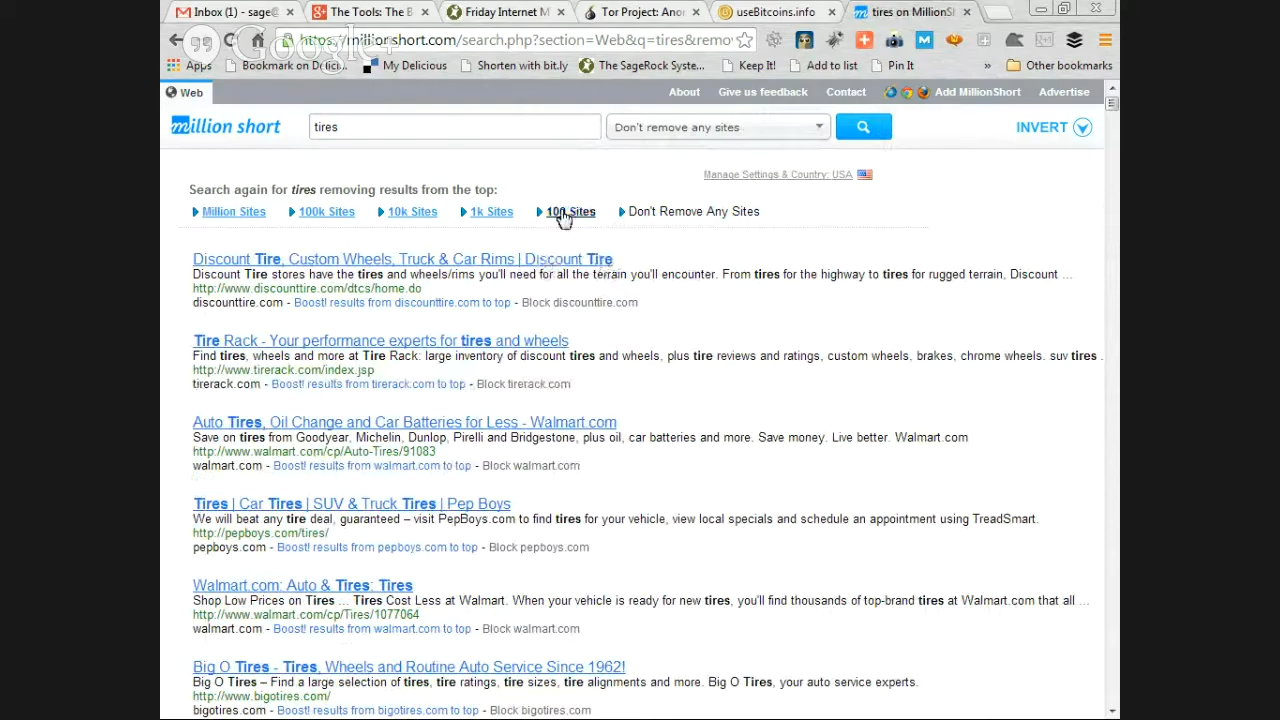 Inbox (1) - sage@
The Tools: The B
Friday Internet M
Tor Project: Ano
useBitcoins.info
tires on MillionSh
Google+
https://millionshort.com/search.php?section=Web&q=tires&remo
Apps
Bookmark on Deli
My Delicious
Shorten with bit.ly
The SageRock Syste...
Keep It!
Add to list
Pin It
»
Other bookmarks
Web
About
Give us feedback
Contact
Add MillionShort
Advertise
million short
tires
Don't remove any sites
INVERT
Manage Settings & Country: USA
Search again for tires removing results from the top:
Million Sites
100k Sites
10k Sites
1k Sites
100 Sites
Don't Remove Any Sites
Discount Tire, Custom Wheels, Truck & Car Rims | Discount Tire
Discount Tire stores have the tires and wheels/rims you'll need for all the terrain you'll encounter. From tires for the highway to tires for rugged terrain, Discount ...
http://www.discounttire.com/dtcs/home.do
discounttire.com - Boost! results from discounttire.com to top - Block discounttire.com
Tire Rack - Your performance experts for tires and wheels
Find tires, wheels and more at Tire Rack: large inventory of discount tires and wheels, plus tire reviews and ratings, custom wheels, brakes, chrome wheels. suv tires .
http://www.tirerack.com/index.jsp
tirerack.com - Boost! results from tirerack.com to top - Block tirerack.com
Auto Tires, Oil Change and Car Batteries for Less - Walmart.com
Save on tires from Goodyear, Michelin, Dunlop, Pirelli and Bridgestone, plus oil, car batteries and more. Save money. Live better. Walmart.com
http://www.walmart.com/cp/Auto-Tires/91083
walmart.com - Boost! results from walmart.com to top - Block walmart.com
Tires | Car Tires | SUV & Truck Tires | Pep Boys
We will beat any tire deal, guaranteed – visit PepBoys.com to find tires for your vehicle, view local specials and schedule an appointment using TreadSmart.
http://pepboys.com/tires/
pepboys.com - Boost! results from pepboys.com to top - Block pepboys.com
Walmart.com: Auto & Tires: Tires
Shop Low Prices on Tires ... Tires Cost Less at Walmart. When your vehicle is ready for new tires, you'll find thousands of top-brand tires at Walmart.com that all ...
http://www.walmart.com/cp/Tires/1077064
walmart.com - Boost! results from walmart.com to top - Block walmart.com
Big O Tires - Tires, Wheels and Routine Auto Service Since 1962!
Big O Tires – Find a large selection of tires, tire ratings, tire sizes, tire alignments and more. Big O Tires, your auto service experts.
http://www.bigotires.com/
bigotires.com - Boost! results from bigotires.com to top - Block bigotires.com